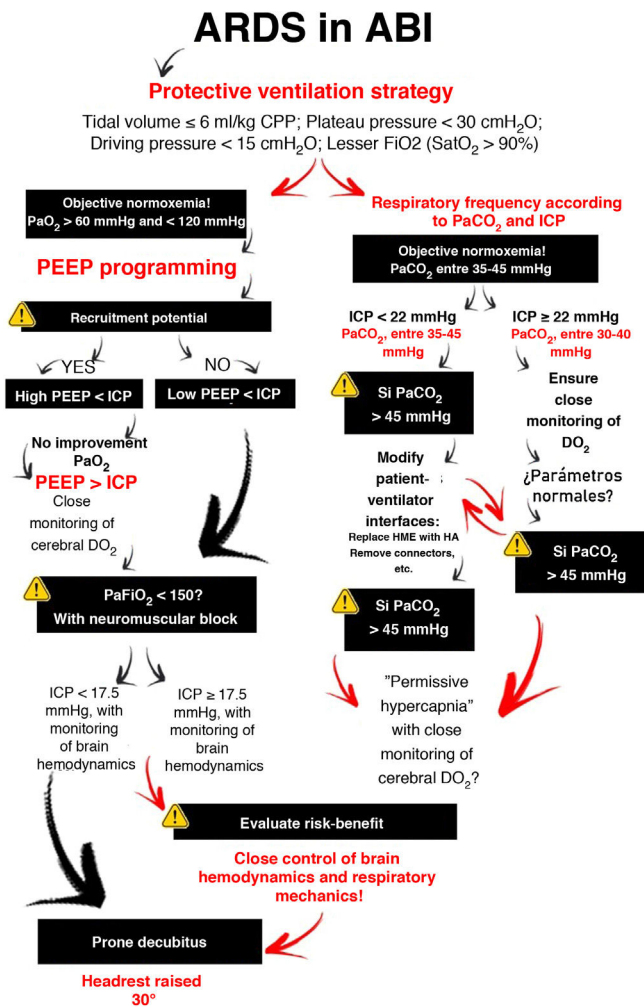 ARDS in ABI
Protective ventilation strategy
Tidal volume ≤ 6 ml/kg CPP; Plateau pressure < 30 cmH₂O;
Driving pressure < 15 cmH₂O; Lesser FiO2 (SatO₂ > 90%)
Objective normoxemia!
PaO₂ > 60 mmHg and < 120 mmHg
PEEP programming
Recruitment potential
YES
NO
High PEEP < ICP
Low PEEP < ICP
No improvement
PaO₂
PEEP > ICP
Close
monitoring of
cerebral DO₂
PaFiO₂ < 150?
With neuromuscular block
ICP < 17.5
mmHg, with
monitoring
of brain
hemodynamics
ICP ≥ 17.5
mmHg, with
monitoring of
brain
hemodynamics
Respiratory frequency according
to PaCO₂ and ICP
Objective normoxemia!
PaCO₂ entre 35-45 mmHg
ICP < 22 mmHg
PaCO₂, entre 35-45
mmHg
ICP ≥ 22 mmHg
PaCO₂, entre 30-40
mmHg
Si PaCO₂
> 45 mmHg
Ensure
close
monitoring of
DO₂
Modify
patient-
ventilator
interfaces:
Replace HME with HA
Remove connectors,
etc.
¿Parámetros
normales?
Si PaCO₂
> 45 mmHg
Si PaCO₂
> 45 mmHg
"Permissive
hypercapnia"
with close
monitoring of
cerebral DO₂?
Evaluate risk-benefit
Close control of brain
hemodynamics and respiratory
mechanics!
Prone decubitus
Headrest raised
30°